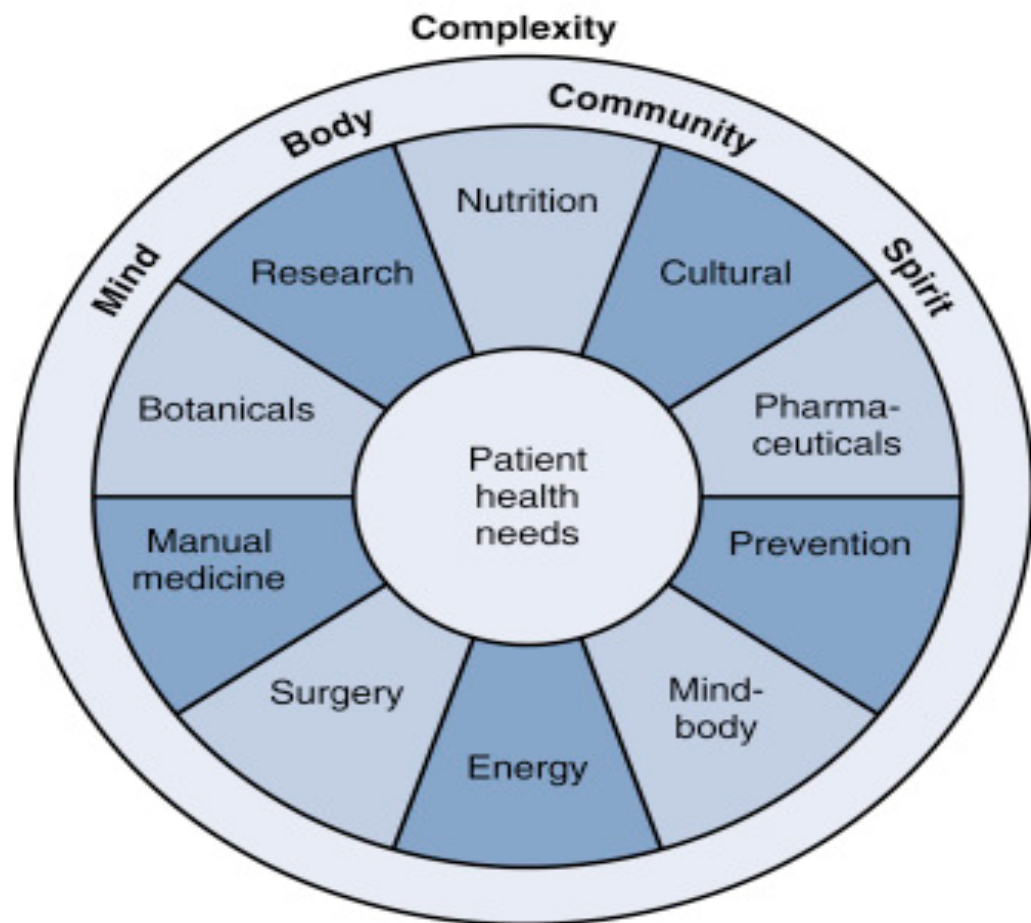 Complexity
Mind
Body
Community
Spirit
Nutrition
Research
Cultural
Botanicals
Pharma-
ceuticals
Patient
health
needs
Manual
medicine
Prevention
Surgery
Mind-
body
Energy